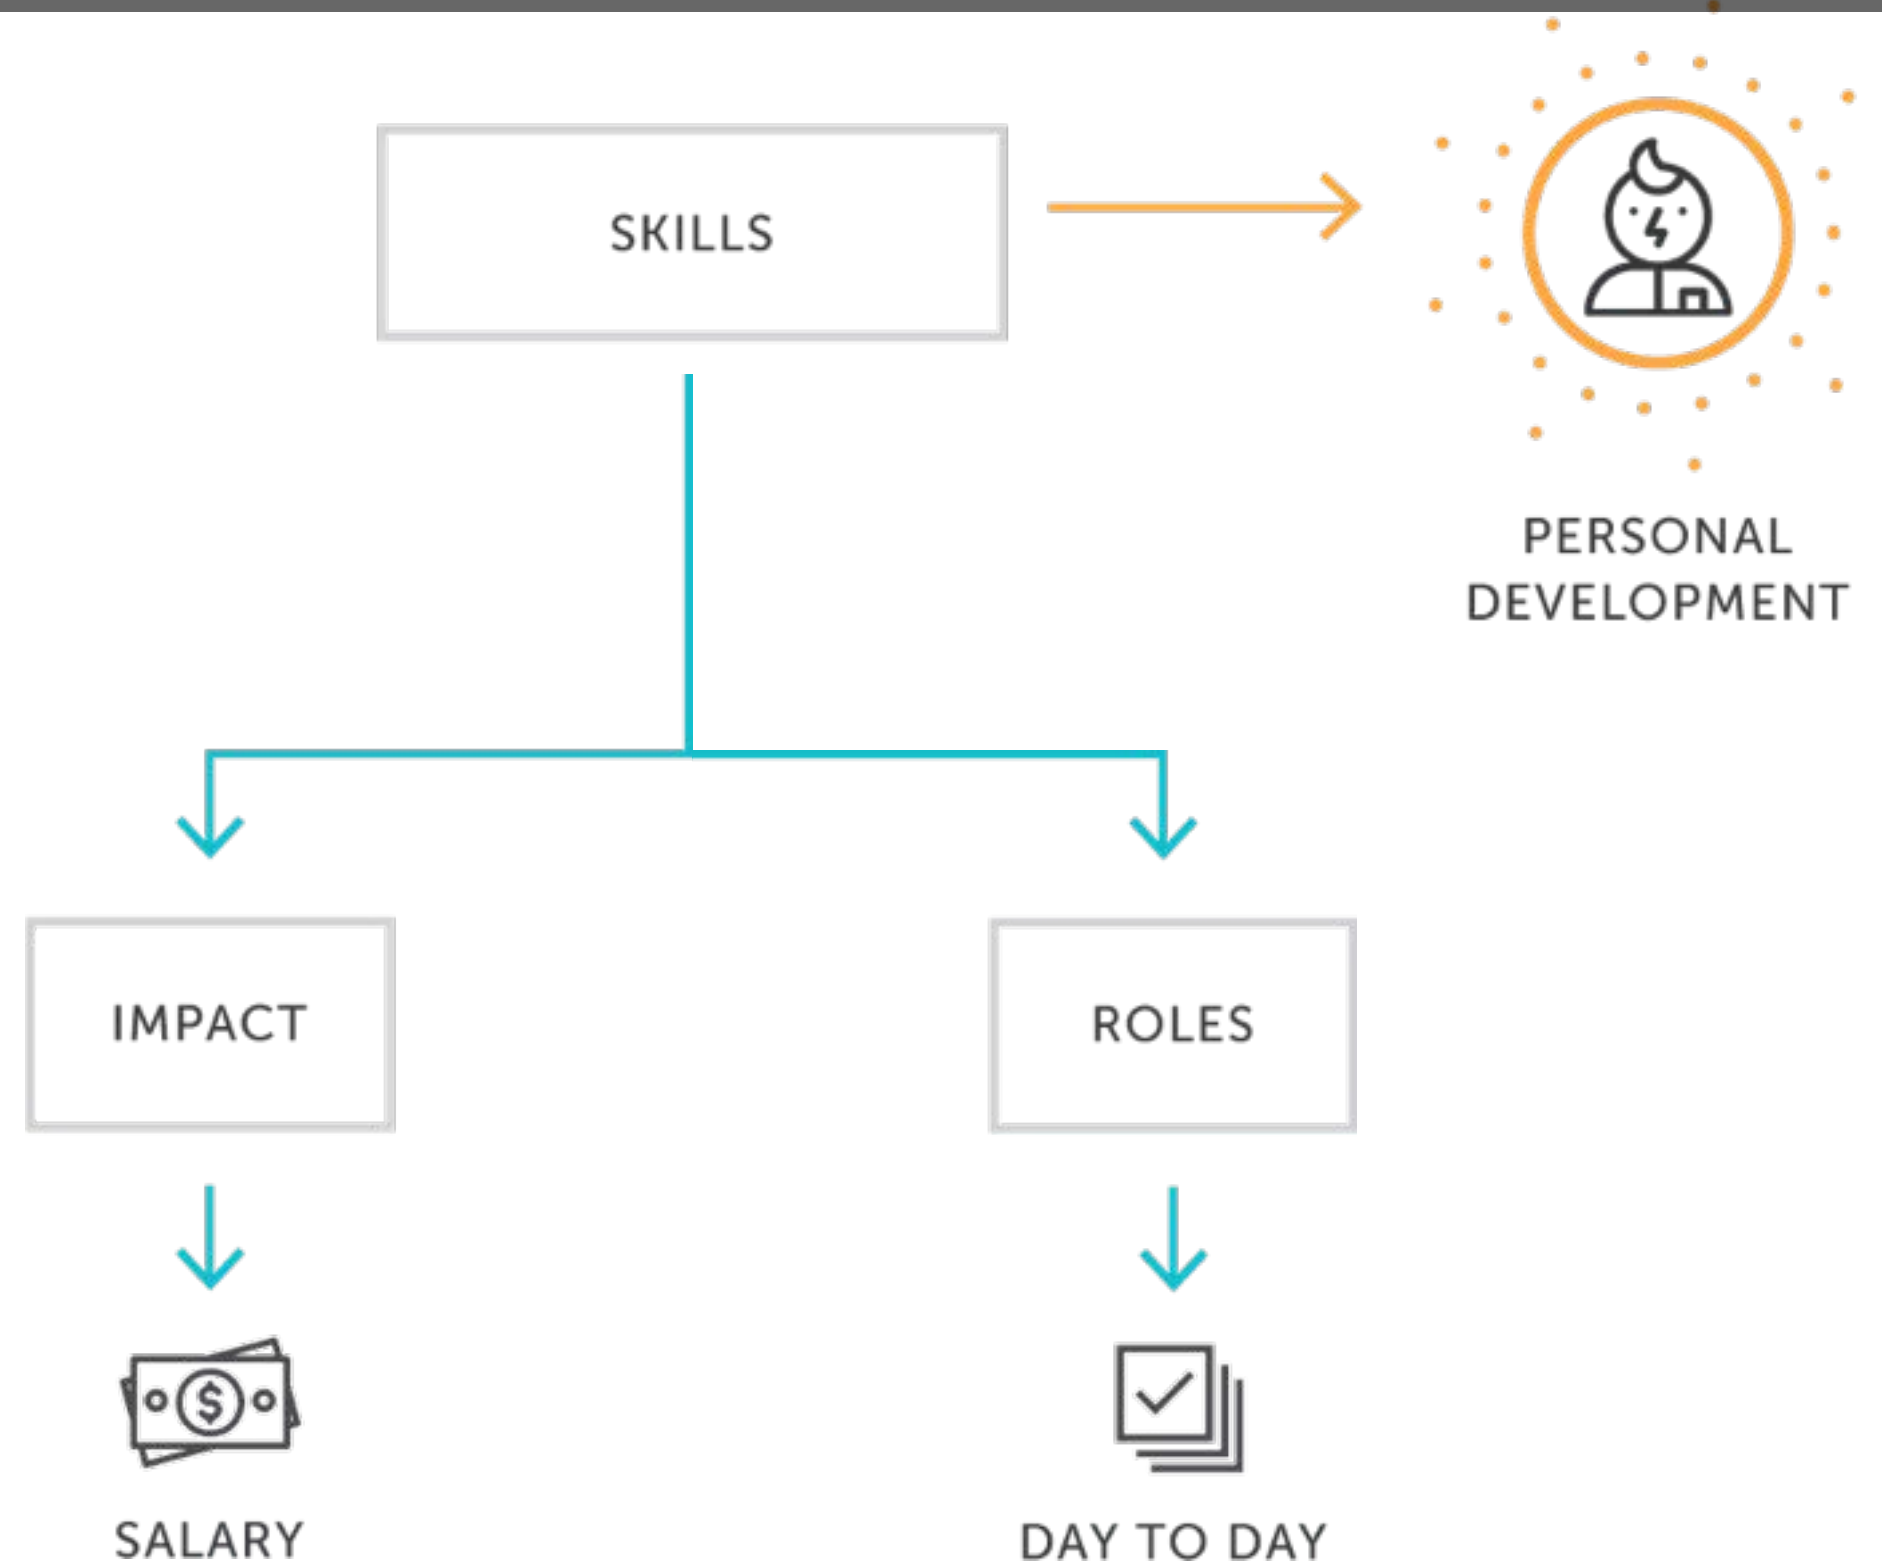 SKILLS
PERSONAL
DEVELOPMENT
IMPACT
ROLES
$
SALARY
DAY TO DAY